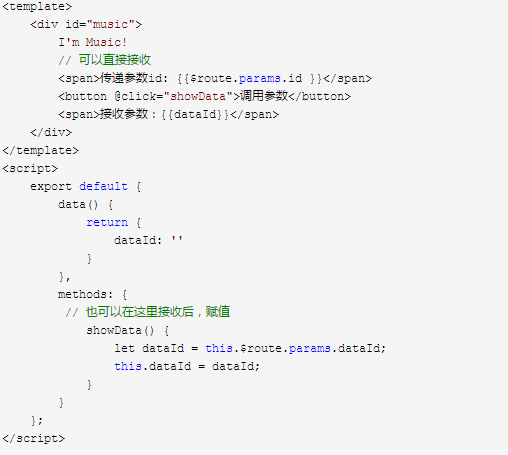 <template>
    <div id="music">
        I'm Music!
        // 可以直接接收
        <span>传递参数id: {{$route.params.id }}</span>
        <button @click="showData">调用参数</button>
        <span>接收参数：{{dataId}}</span>
    </div>
</template>
<script>
    export default {
        data() {
            return {
                dataId: ''
            }
        },
        methods: {
         // 也可以在这里接收后，赋值
            showData() {
                let dataId = this.$route.params.dataId;
                this.dataId = dataId;
            }
        }
    };
</script>